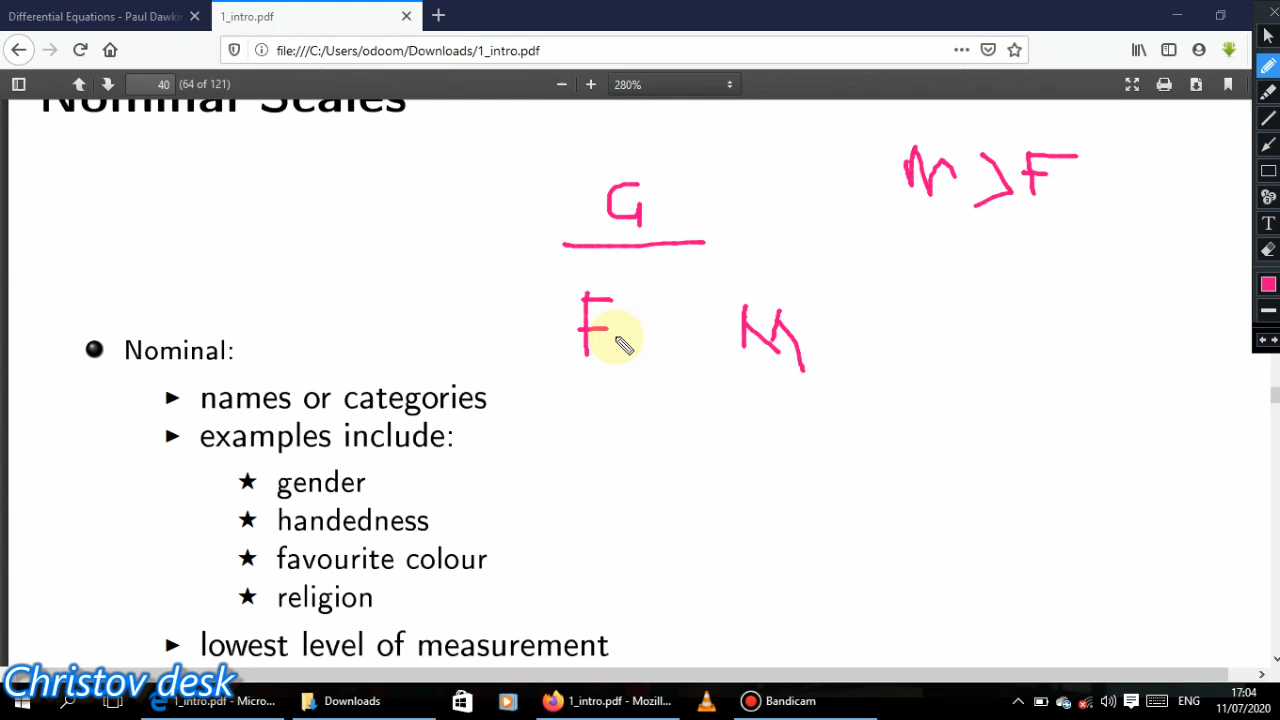 Differential Equations - Paul Dawkin
1_intro.pdf
file:///C:/Users/odoom/Downloads/1_intro.pdf
40 (64 of 121)
280%
Nominal Scales
M > F
G
F M
Nominal:
names or categories
examples include:
gender
handedness
favourite colour
religion
lowest level of measurement
Christov desk
1_intro.pdf - Micro...
Downloads
1_intro.pdf - Mozill...
Bandicam
ENG
17:04
11/07/2020